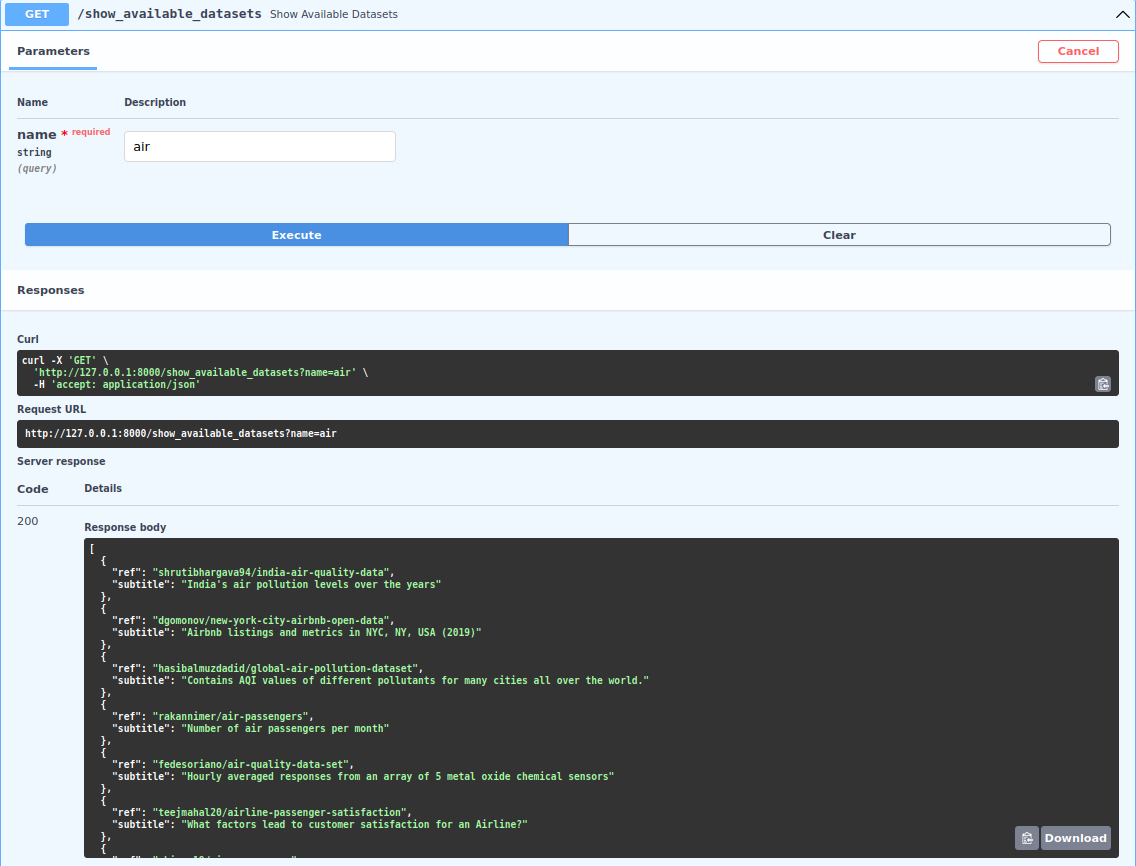 GET /show_available_datasets Show Available Datasets
Parameters
Cancel
Name Description
name * required
string
(query)
air
Execute
Clear
Responses
Curl
curl -X 'GET' \
  'http://127.0.0.1:8000/show_available_datasets?name=air' \
  -H 'accept: application/json'
Request URL
http://127.0.0.1:8000/show_available_datasets?name=air
Server response
Code Details
200
Response body
[
  {
    "ref": "shrutibhargava94/india-air-quality-data",
    "subtitle": "India's air pollution levels over the years"
  },
  {
    "ref": "dgomonov/new-york-city-airbnb-open-data",
    "subtitle": "Airbnb listings and metrics in NYC, NY, USA (2019)"
  },
  {
    "ref": "hasibalmuzdadid/global-air-pollution-dataset",
    "subtitle": "Contains AQI values of different pollutants for many cities all over the world."
  },
  {
    "ref": "rakannimer/air-passengers",
    "subtitle": "Number of air passengers per month"
  },
  {
    "ref": "fedesoriano/air-quality-data-set",
    "subtitle": "Hourly averaged responses from an array of 5 metal oxide chemical sensors"
  },
  {
    "ref": "teejmahal20/airline-passenger-satisfaction",
    "subtitle": "What factors lead to customer satisfaction for an Airline?"
  },
  {
Download